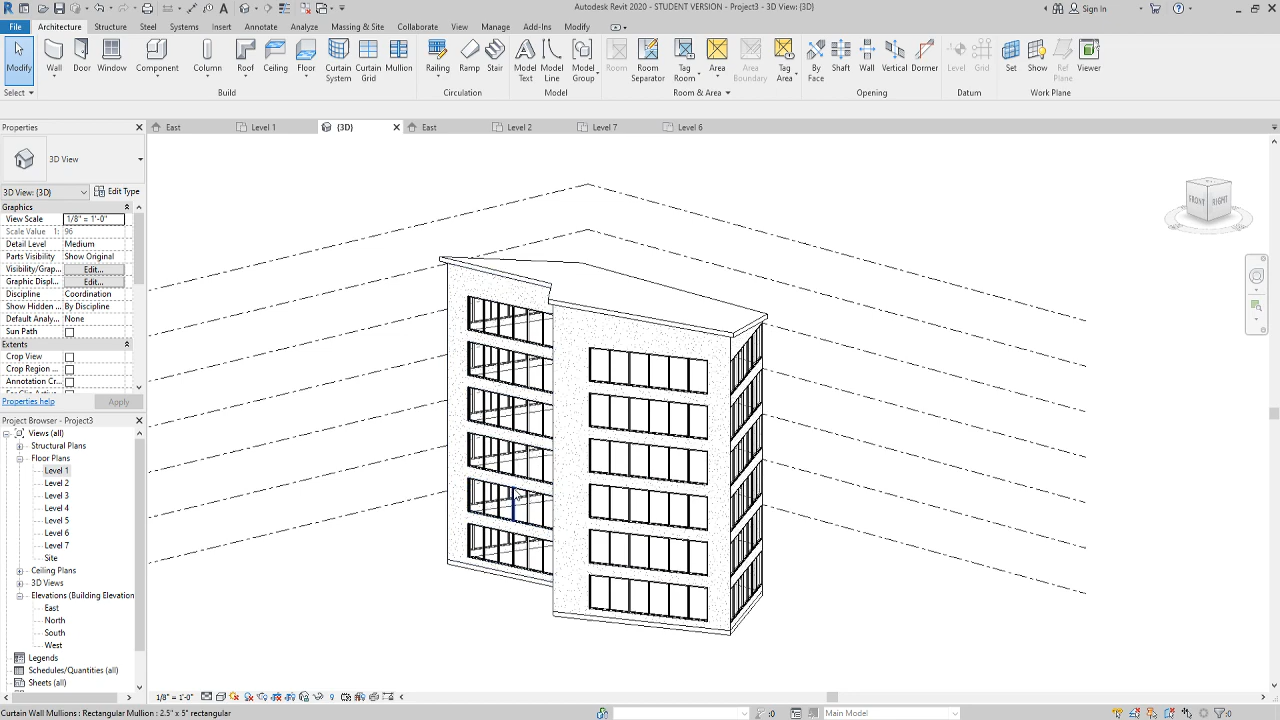 Autodesk Revit 2020 - STUDENT VERSION - Project3 - 3D View: {3D}
Sign In
File Architecture Structure Steel Systems Insert Annotate Analyze Massing & Site Collaborate View Manage Add-Ins Modify
Modify Wall Door Window Component Column Roof Ceiling Floor Curtain System Curtain Grid Mullion Railing Ramp Stair Model Text Model Line Model Group Room Room Separator Tag Room Area Area Boundary Tag Area By Face Shaft Wall Vertical Dormer Level Grid Set Show Ref Plane Viewer
Select Build Circulation Model Room & Area Opening Datum Work Plane
Properties
East Level 1 {3D} East Level 2 Level 7 Level 6
3D View
3D View: {3D} Edit Type
Graphics
View Scale 1/8" = 1'-0"
Scale Value 1: 96
Detail Level Medium
Parts Visibility Show Original
Visibility/Grap... Edit...
Graphic Displ... Edit...
Discipline Coordination
Show Hidden ... By Discipline
Default Analy... None
Sun Path
Extents
Crop View
Crop Region ...
Annotation Cr...
Properties help Apply
FRONT RIGHT
Project Browser - Project3
Views (all)
Structural Plans
Floor Plans
Level 1
Level 2
Level 3
Level 4
Level 5
Level 6
Level 7
Site
Ceiling Plans
3D Views
Elevations (Building Elevation
East
North
South
West
Legends
Schedules/Quantities (all)
Sheets (all)
1/8" = 1'-0"
Curtain Wall Mullions : Rectangular Mullion : 2.5" x 5" rectangular
:0 Main Model :0